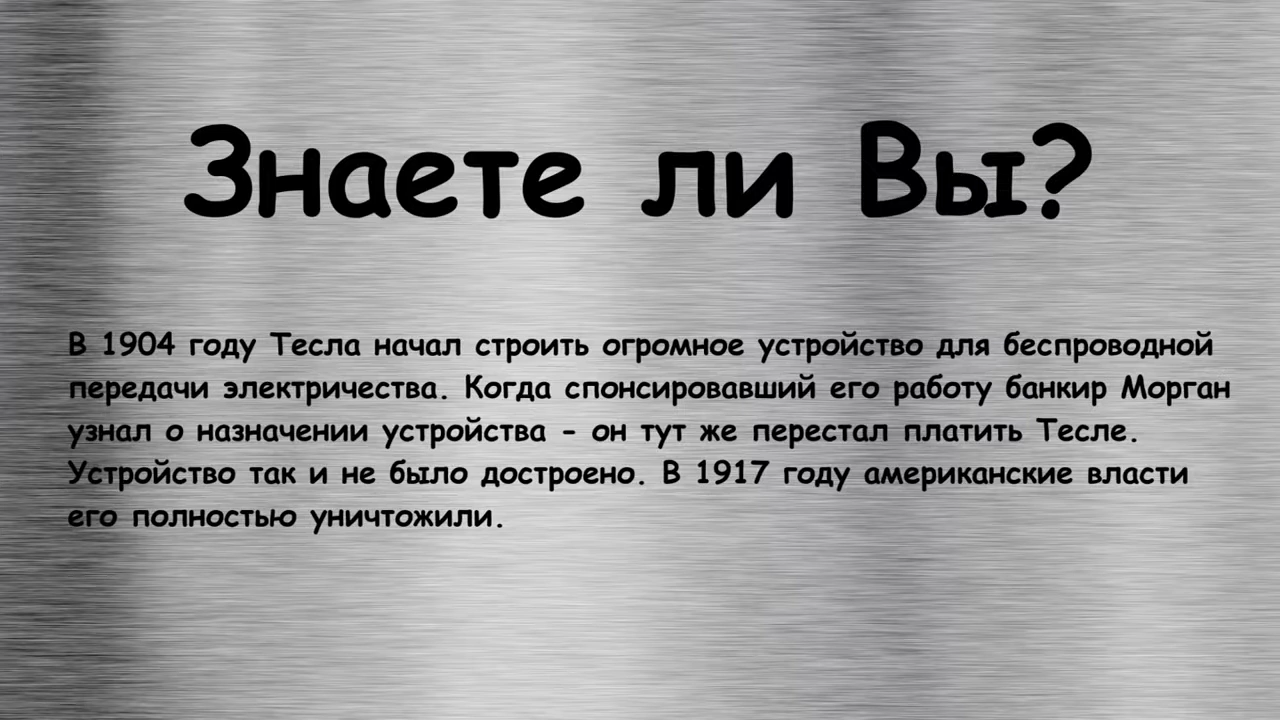 Знаете ли Вы?
В 1904 году Тесла начал строить огромное устройство для беспроводной
передачи электричества. Когда спонсировавший его работу банкир Морган
узнал о назначении устройства - он тут же перестал платить Тесле.
Устройство так и не было достроено. В 1917 году американские власти
его полностью уничтожили.